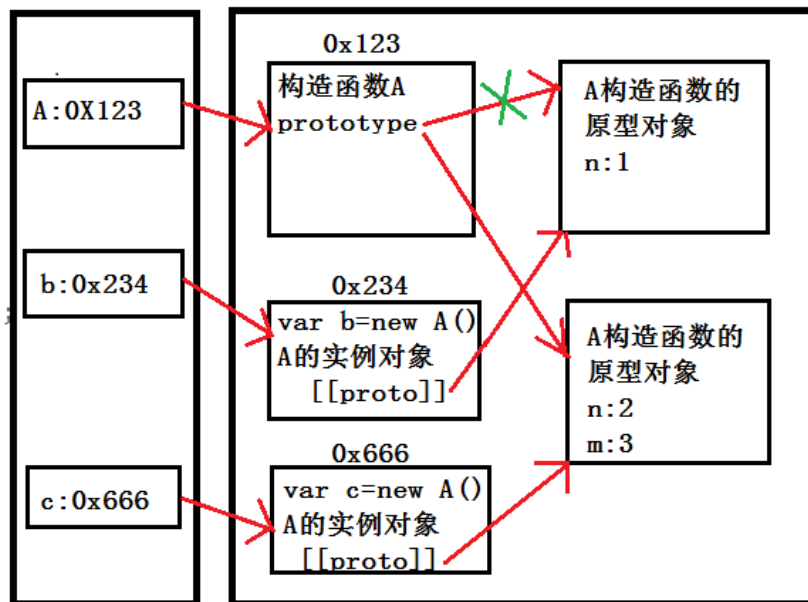 A:0X123
b:0x234
c:0x666
0x123
构造函数A
prototype
A构造函数的
原型对象
n:1
0x234
var b=new A()
A的实例对象
[[proto]]
A构造函数的
原型对象
n:2
m:3
0x666
var c=new A()
A的实例对象
[[proto]]